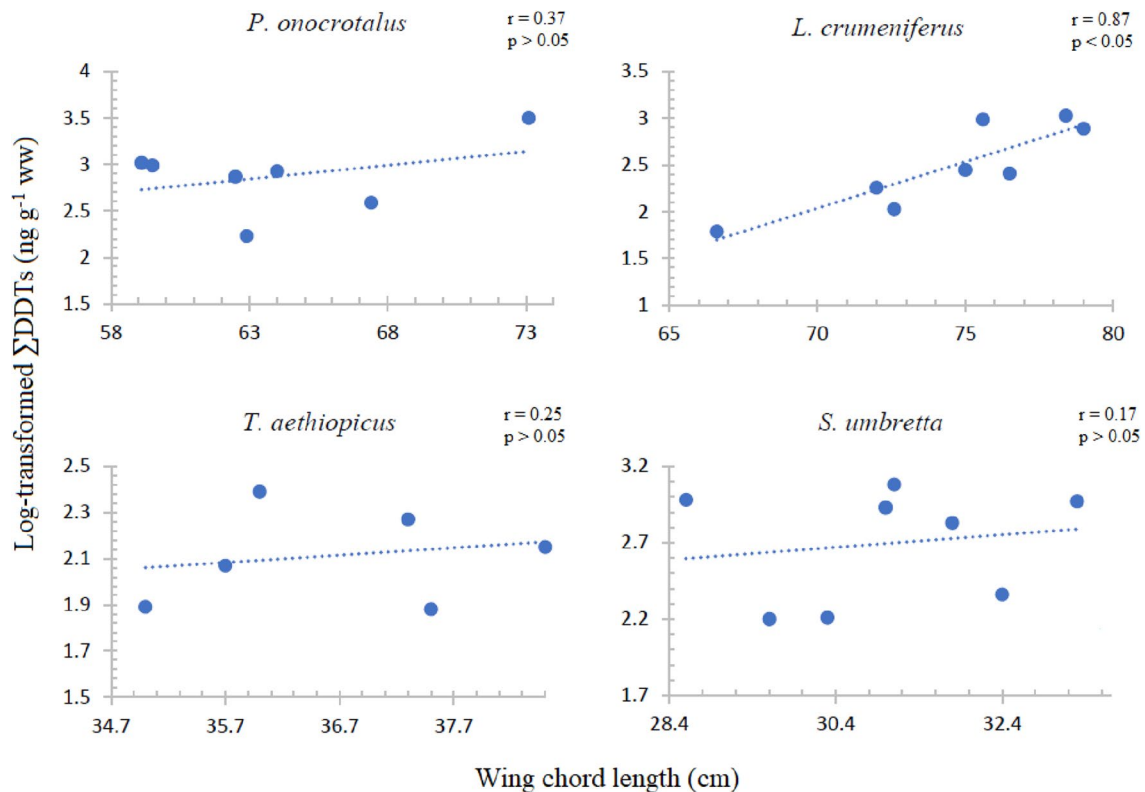 P. onocrotalus
r = 0.37
p > 0.05
4
3.5
3
2.5
2
1.5
58
63
68
73
L. crumeniferus
r = 0.87
p < 0.05
3.5
3
2.5
2
1.5
1
65
70
75
80
T. aethiopicus
r = 0.25
p > 0.05
2.5
2.3
2.1
1.9
1.7
1.5
34.7
35.7
36.7
37.7
S. umbretta
r = 0.17
p > 0.05
3.2
2.7
2.2
1.7
28.4
30.4
32.4
Log-transformed ∑DDTs (ng g⁻¹ ww)
Wing chord length (cm)